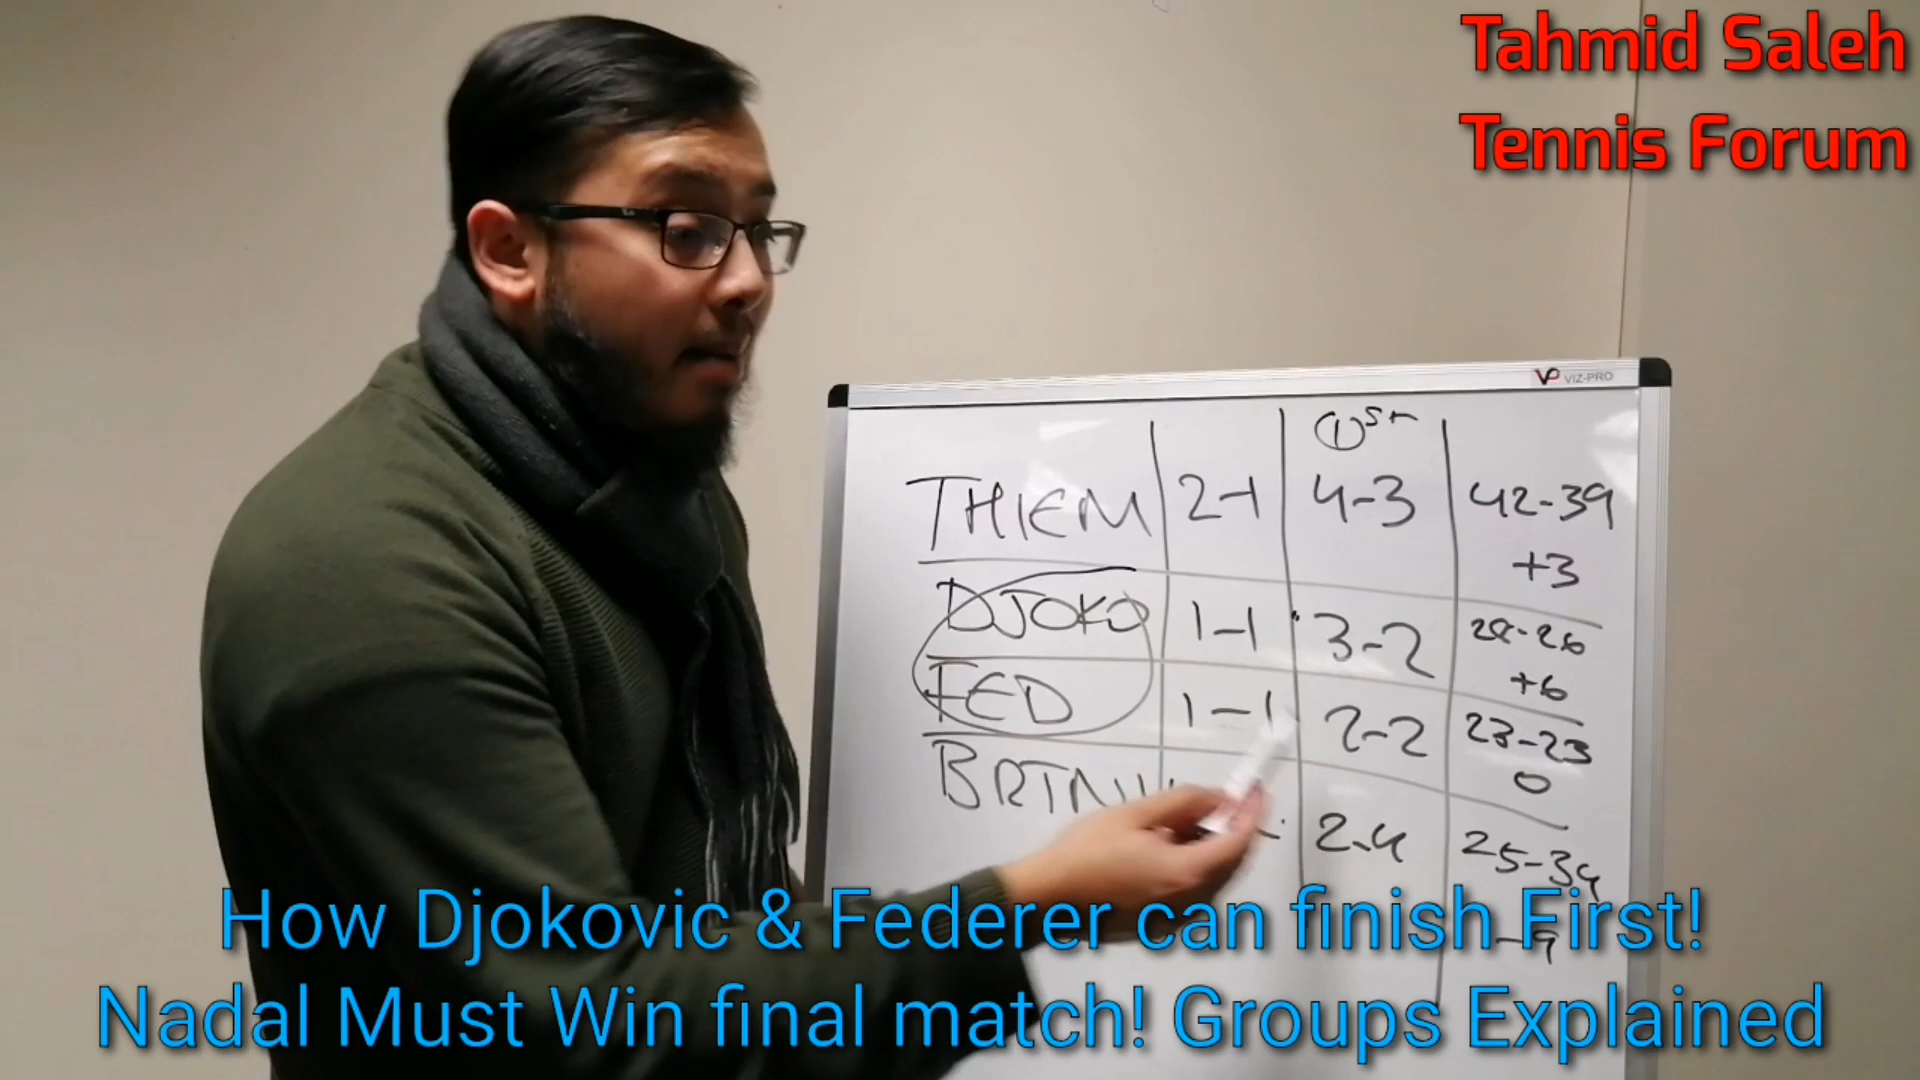 Tahmid Saleh
Tennis Forum
VIZ-PRO
1ST
THIEM 2-1 4-3 42-39
+3
DJOKO 1-1 3-2 -26
+6
FED 1-1 2-2 23-23
0
2-4 25-34
-9
How Djokovic & Federer can finish First!
Nadal Must Win final match! Groups Explained